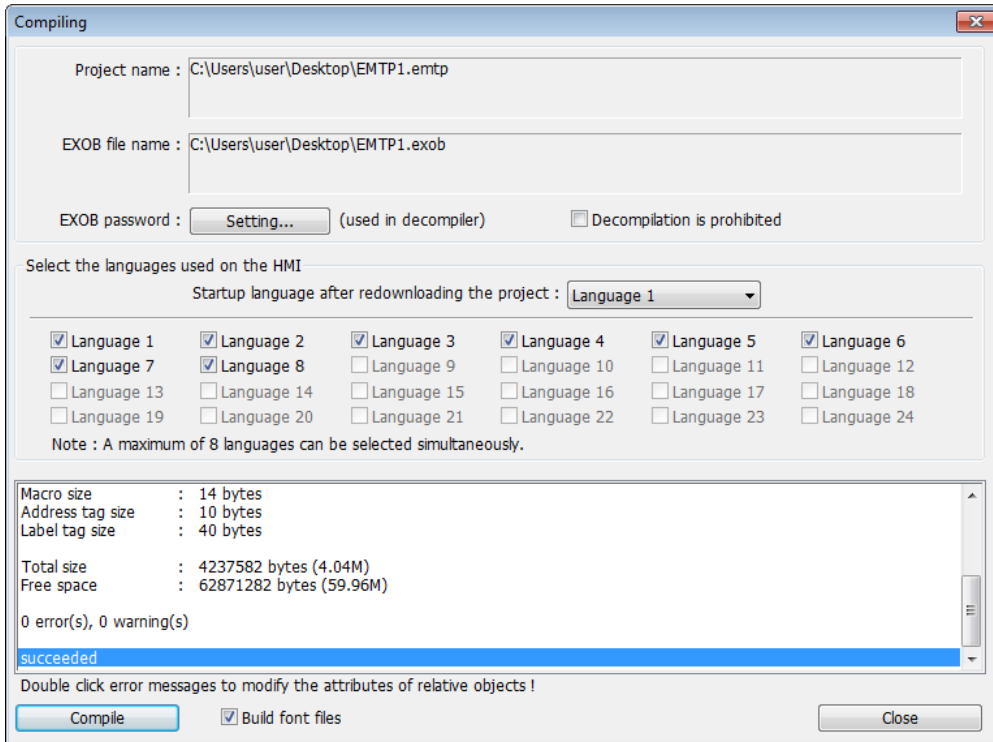 Compiling
Project name : C:\Users\user\Desktop\EMTP1.emtp
EXOB file name : C:\Users\user\Desktop\EMTP1.exob
EXOB password : Setting... (used in decompiler) Decompilation is prohibited
Select the languages used on the HMI
Startup language after redownloading the project : Language 1
Language 1 Language 2 Language 3 Language 4 Language 5 Language 6
Language 7 Language 8 Language 9 Language 10 Language 11 Language 12
Language 13 Language 14 Language 15 Language 16 Language 17 Language 18
Language 19 Language 20 Language 21 Language 22 Language 23 Language 24
Note : A maximum of 8 languages can be selected simultaneously.
Macro size : 14 bytes
Address tag size : 10 bytes
Label tag size : 40 bytes
Total size : 4237582 bytes (4.04M)
Free space : 62871282 bytes (59.96M)
0 error(s), 0 warning(s)
succeeded
Double click error messages to modify the attributes of relative objects !
Compile Build font files Close